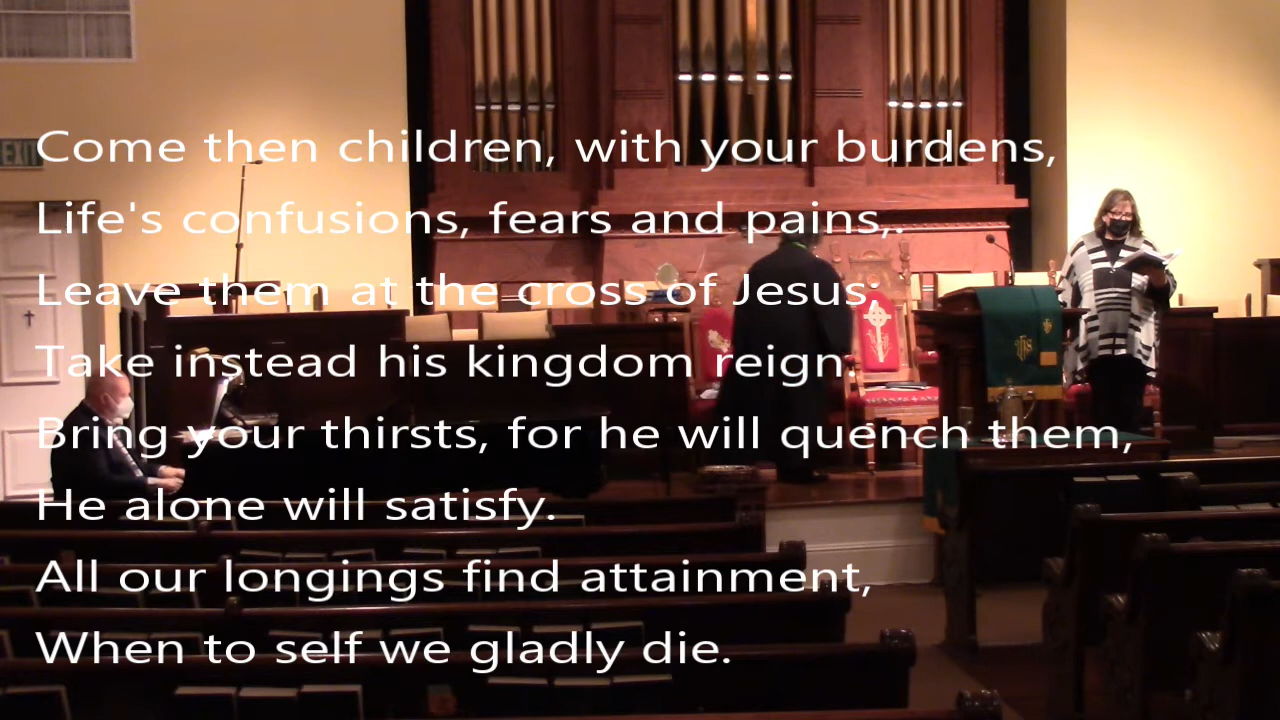 Come then children, with your burdens,
Life's confusions, fears and pains,.
Leave them at the cross of Jesus;
Take instead his kingdom reign.
Bring your thirsts, for he will quench them,
He alone will satisfy.
All our longings find attainment,
When to self we gladly die.
EXIT
ihs